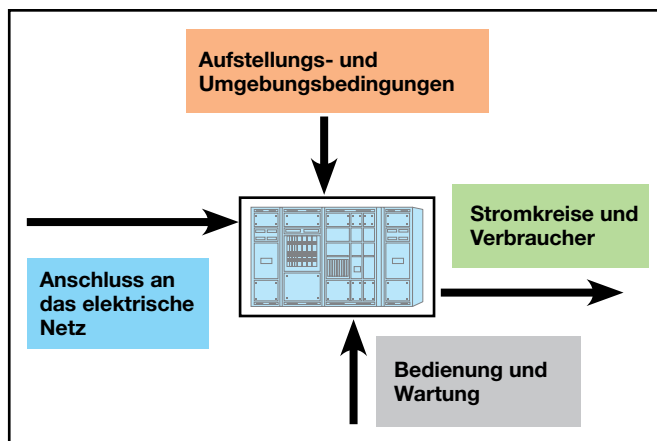 Aufstellungs- und
Umgebungsbedingungen
Stromkreise und
Verbraucher
Anschluss an
das elektrische
Netz
Bedienung und
Wartung